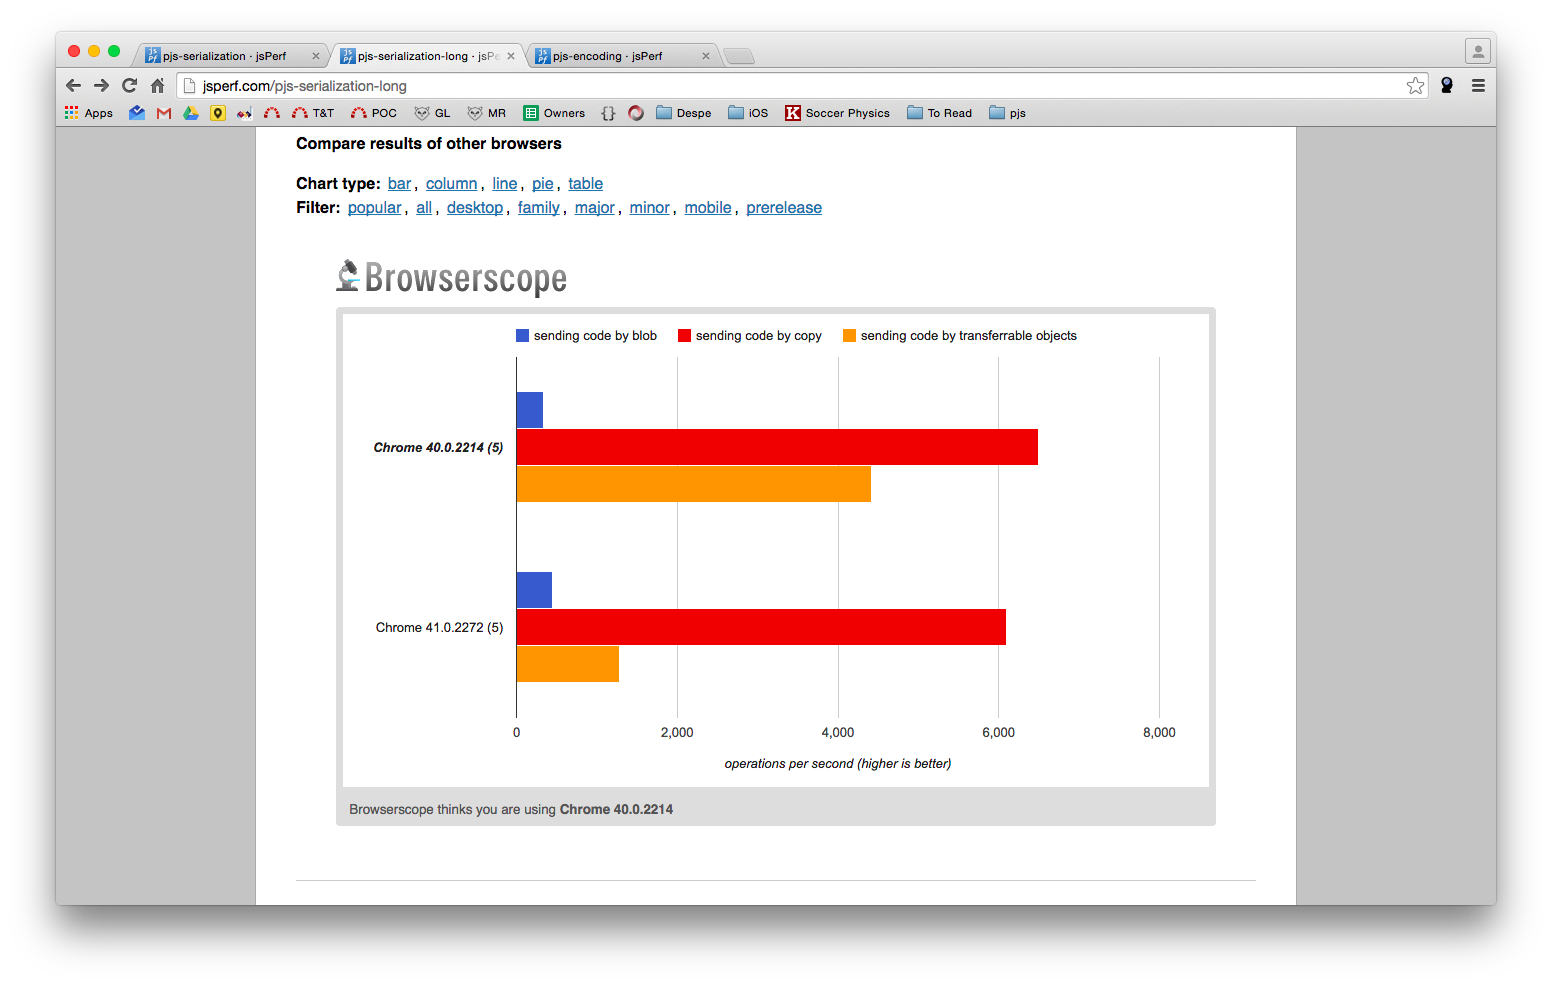 pjs-serialization · jsPerf
pjs-serialization-long · jsPe
pjs-encoding · jsPerf
jsperf.com/pjs-serialization-long
Apps T&T POC GL MR Owners {} Despe iOS K Soccer Physics To Read pjs
Compare results of other browsers
Chart type: bar, column, line, pie, table
Filter: popular, all, desktop, family, major, minor, mobile, prerelease
Browserscope
sending code by blob sending code by copy sending code by transferrable objects
Chrome 40.0.2214 (5)
Chrome 41.0.2272 (5)
0 2,000 4,000 6,000 8,000
operations per second (higher is better)
Browserscope thinks you are using Chrome 40.0.2214